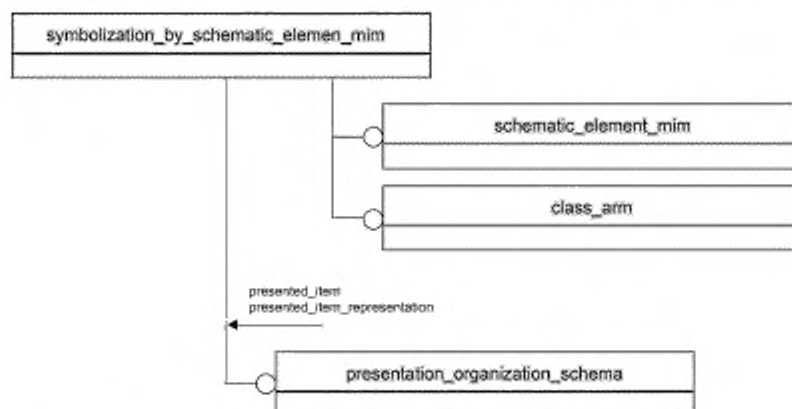 symbolization_by_schematic_elemen_mim
schematic_element_mim
class_arm
presented_item
presented_item_representation
presentation_organization_schema